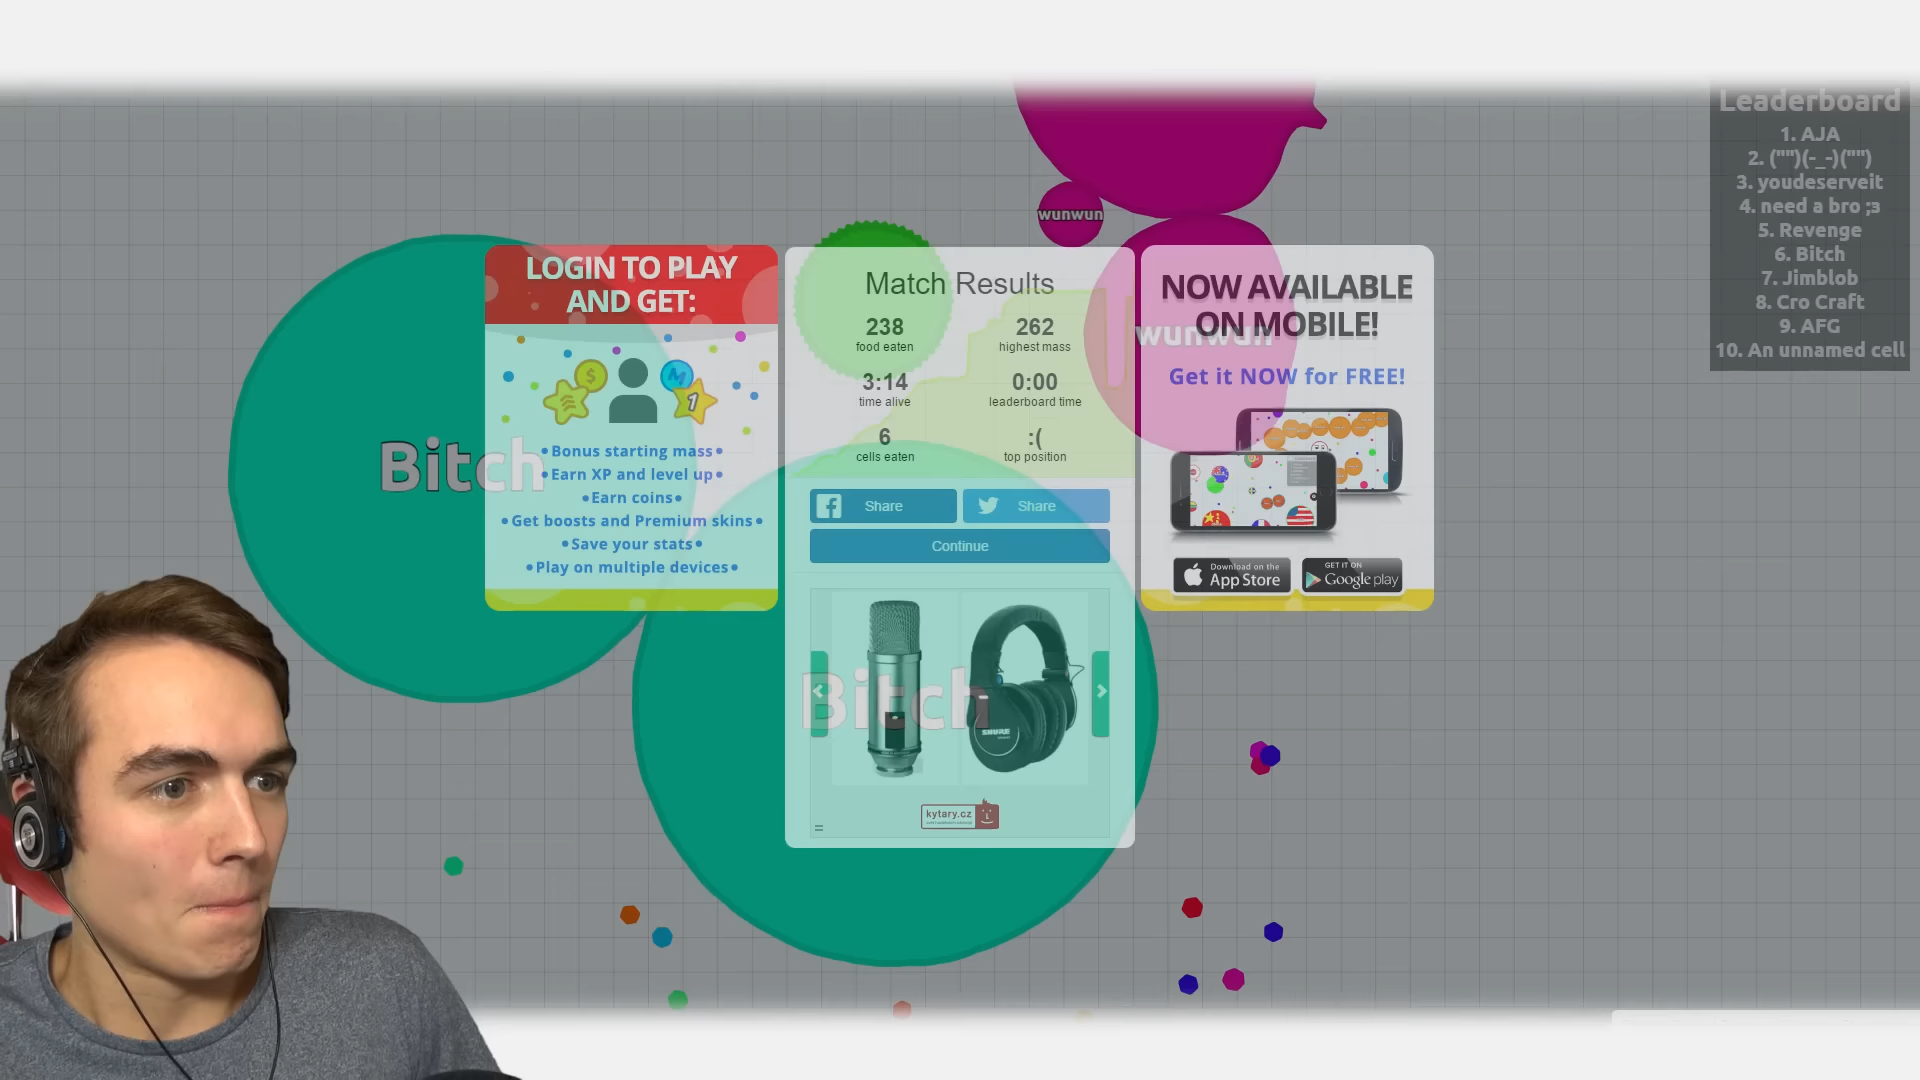 Leaderboard
1. AJA
2. ("")(-_-)("")
3. youdeserveit
4. need a bro ;3
5. Revenge
6. Bitch
7. Jimblob
8. Cro Craft
9. AFG
10. An unnamed cell
wunwun
wunwun
Bitch
Bitch
LOGIN TO PLAY
AND GET:
$
M
1
•Bonus starting mass•
•Earn XP and level up•
•Earn coins•
•Get boosts and Premium skins•
•Save your stats•
•Play on multiple devices•
Match Results
238
food eaten
262
highest mass
3:14
time alive
0:00
leaderboard time
6
cells eaten
:(
top position
Share
Share
Continue
SHURE
kytary.cz
NOW AVAILABLE
ON MOBILE!
Get it NOW for FREE!
Download on the
App Store
GET IT ON
Google play